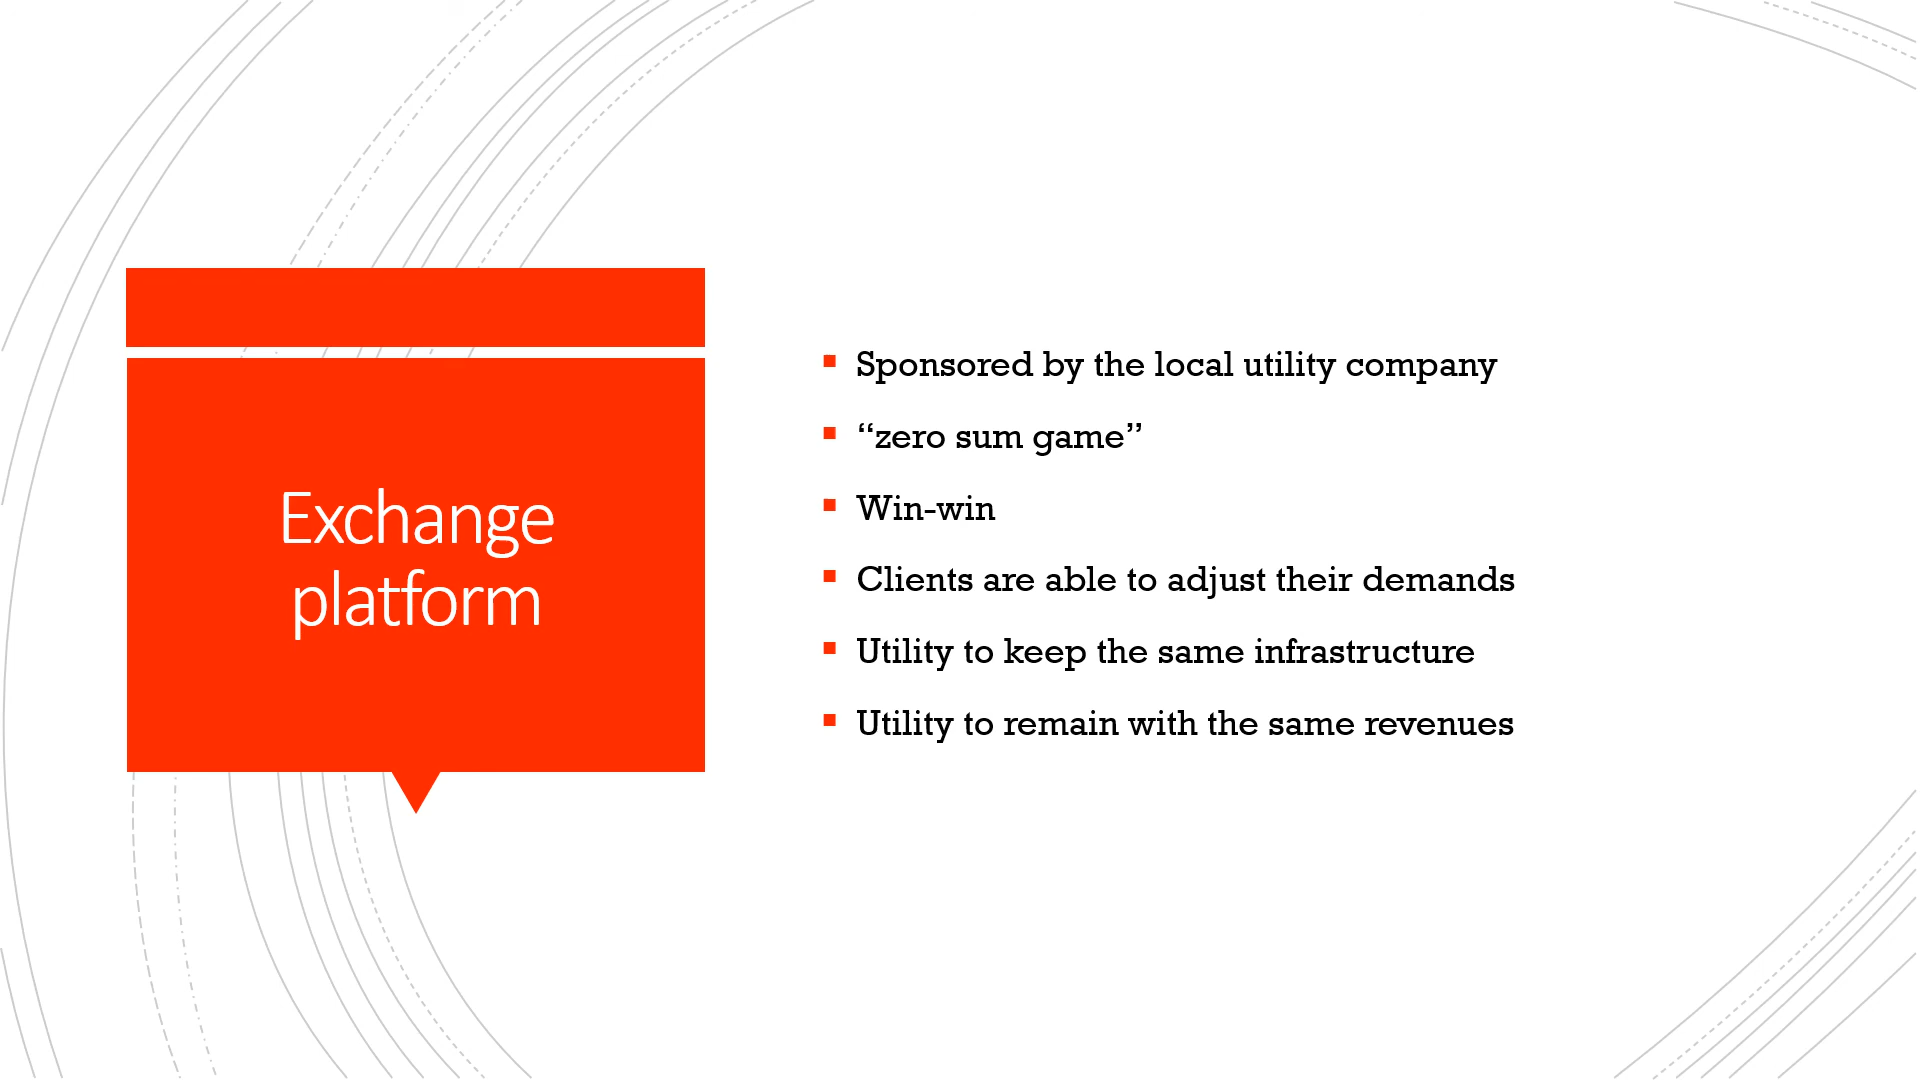 Exchange
platform
Sponsored by the local utility company
“zero sum game”
Win-win
Clients are able to adjust their demands
Utility to keep the same infrastructure
Utility to remain with the same revenues